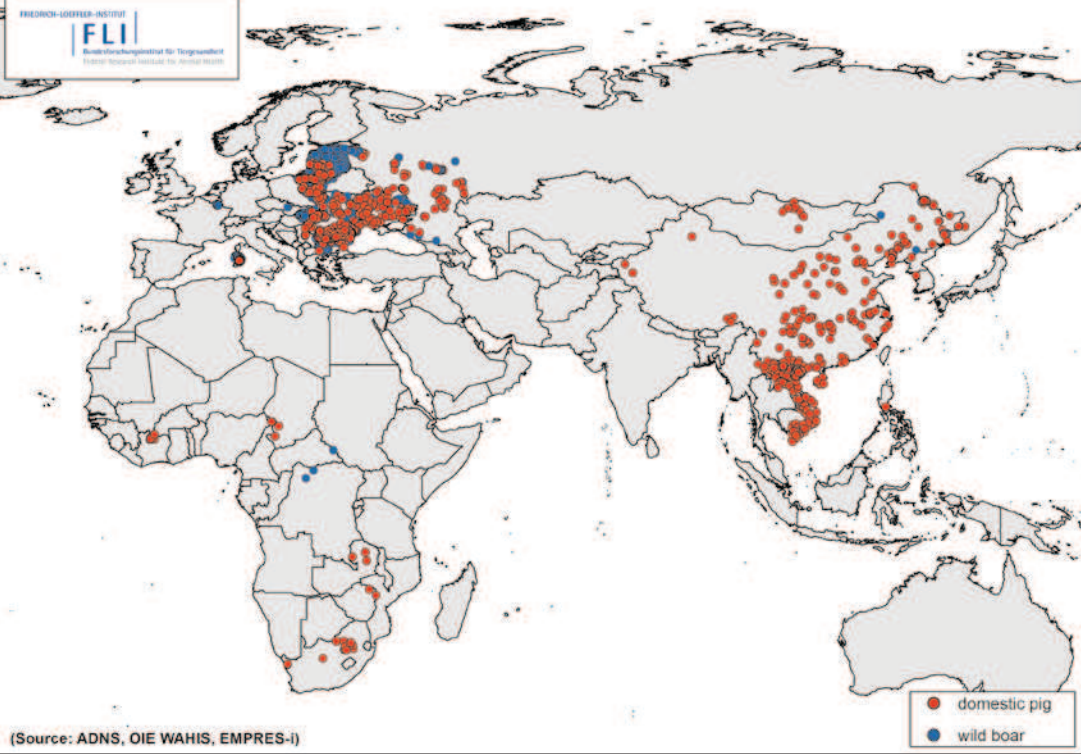 FRIEDRICH-LOEFFLER-INSTITUT
FLI
Bundesforschungsinstitut für Tiergesundheit
Federal Research Institute for Animal Health
domestic pig
wild boar
(Source: ADNS, OIE WAHIS, EMPRES-i)